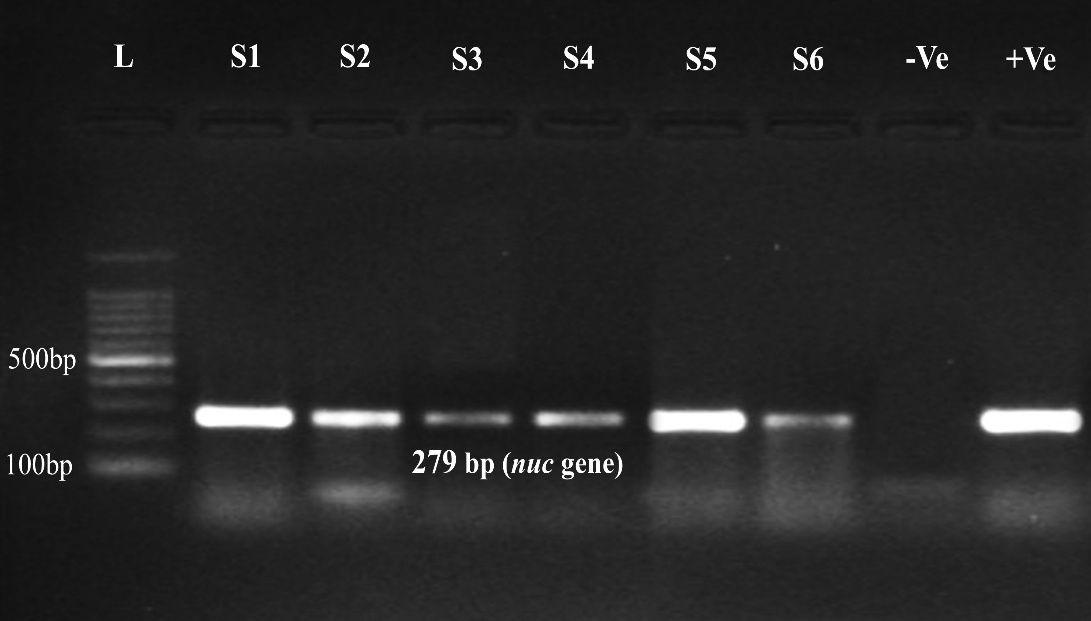 L S1 S2 S3 S4 S5 S6 -Ve +Ve
500bp
100bp
279 bp (nuc gene)